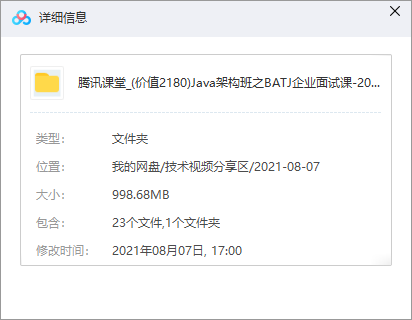 详细信息
腾讯课堂_(价值2180)Java架构班之BATJ企业面试课-20...
类型： 文件夹
位置： 我的网盘/技术视频分享区/2021-08-07
大小： 998.68MB
包含： 23个文件,1个文件夹
修改时间： 2021年08月07日, 17:00